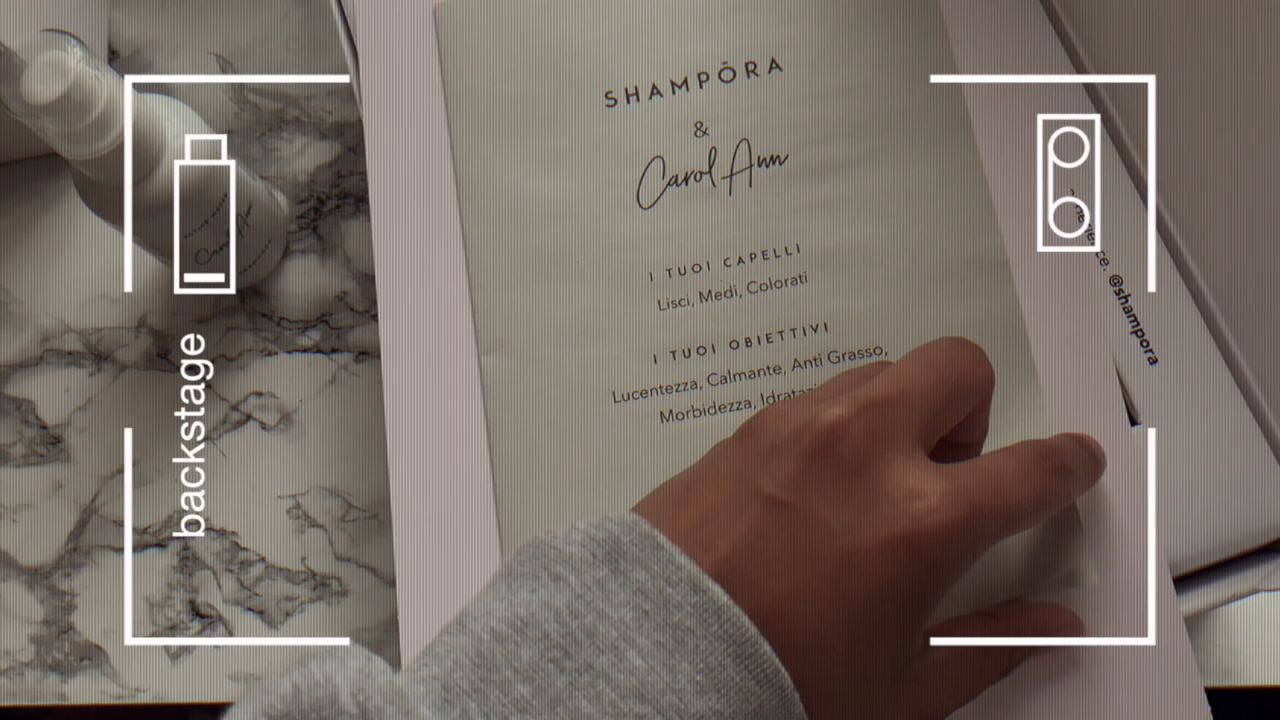 SHAMPŌRA
&
Carol Ann
I TUOI CAPELLI
Lisci, Medi, Colorati
I TUOI OBIETTIVI
Lucentezza, Calmante, Anti Grasso,
Morbidezza,
@shampora
backstage